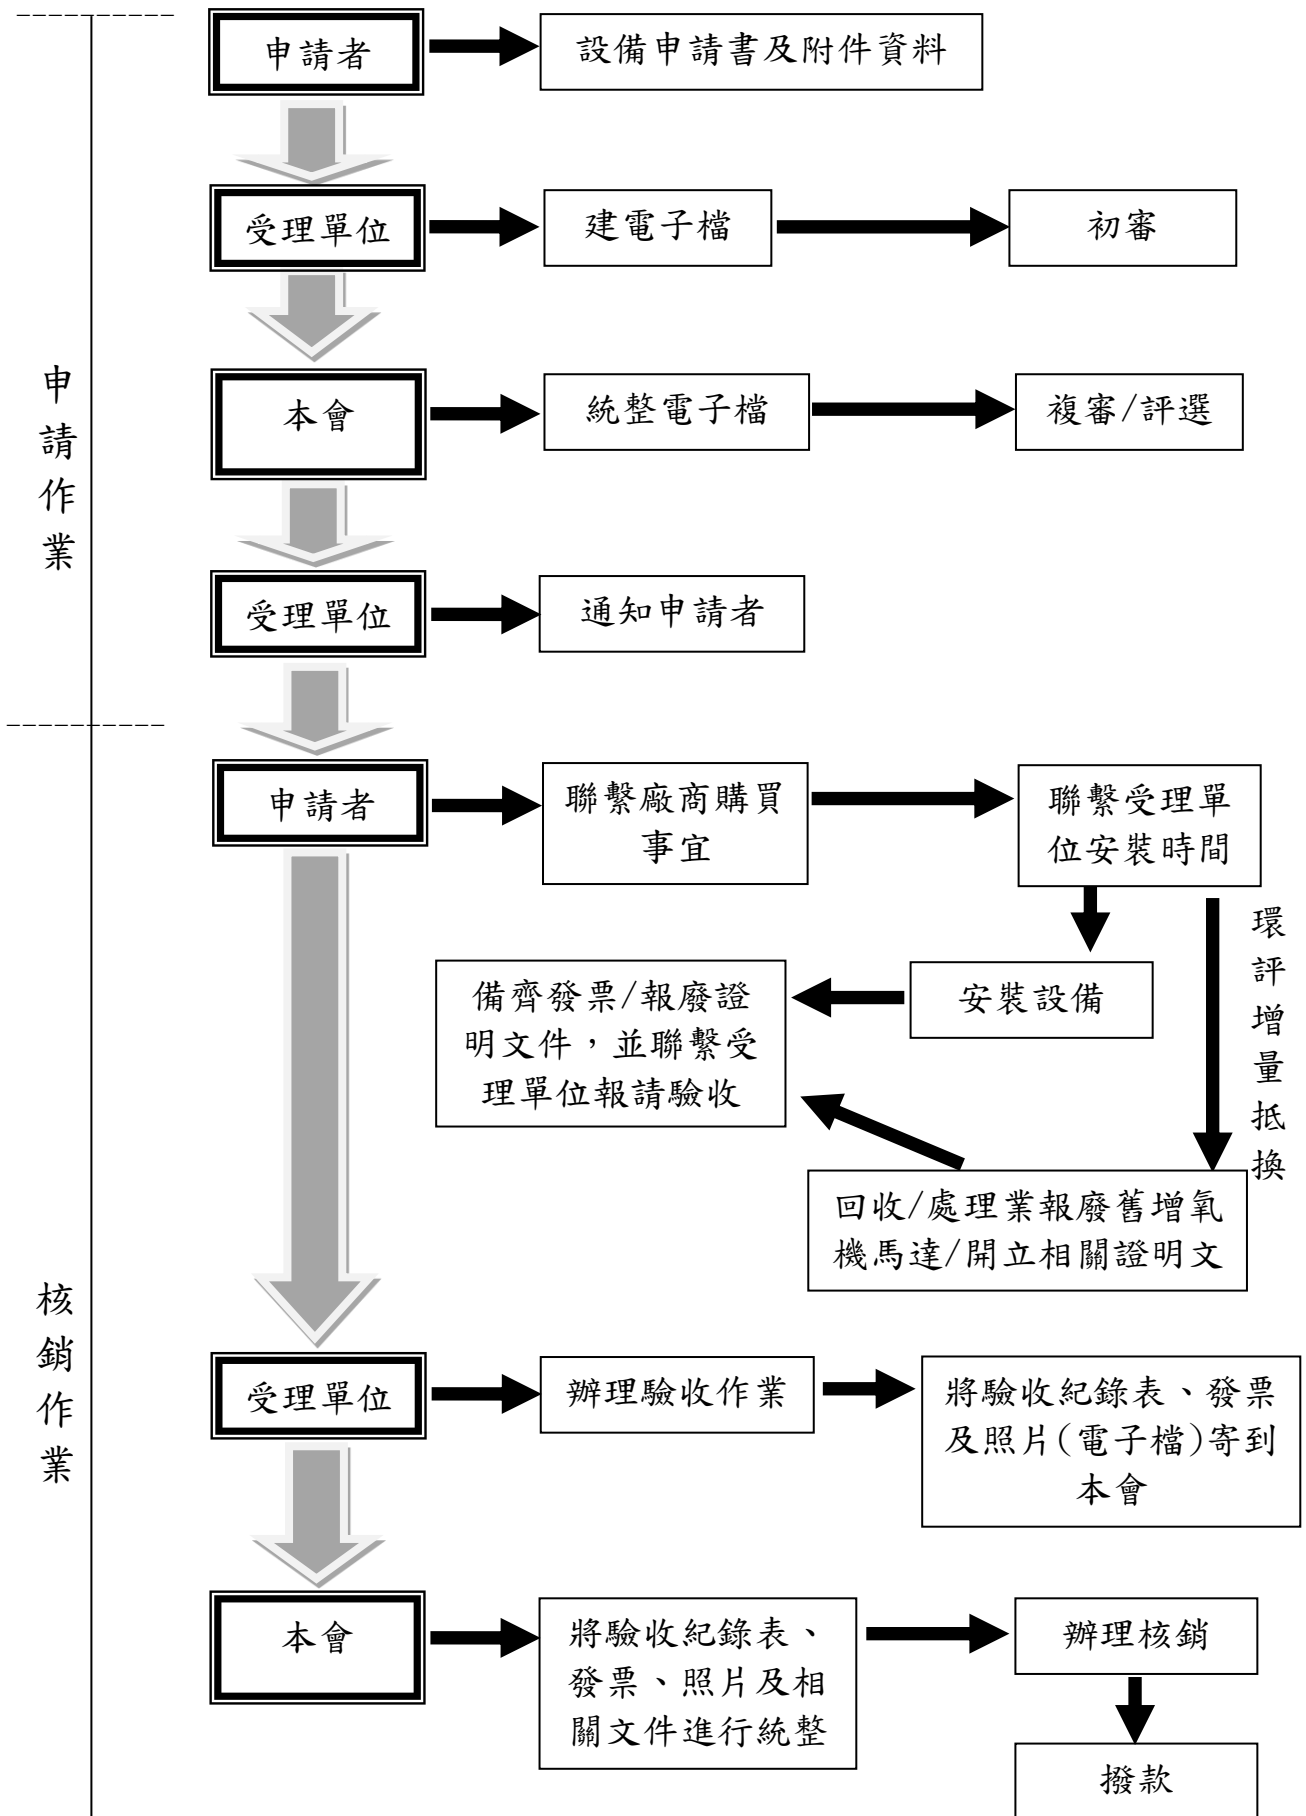 申請者
設備申請書及附件資料
受理單位
建電子檔
初審
申請作業
本會
統整電子檔
複審/評選
受理單位
通知申請者
申請者
聯繫廠商購買
事宜
聯繫受理單
位安裝時間
環評增量抵換
安裝設備
備齊發票/報廢證
明文件，並聯繫受
理單位報請驗收
回收/處理業報廢舊增氧
機馬達/開立相關證明文
核銷作業
受理單位
辦理驗收作業
將驗收紀錄表、發票
及照片(電子檔)寄到
本會
本會
將驗收紀錄表、
發票、照片及相
關文件進行統整
辦理核銷
撥款